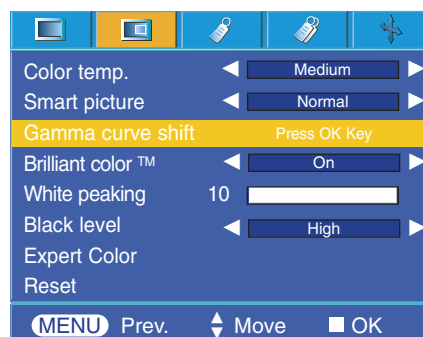 Color temp. Medium
Smart picture Normal
Gamma curve shift Press OK Key
Brilliant color ™ On
White peaking 10
Black level High
Expert Color
Reset
MENU Prev. Move OK